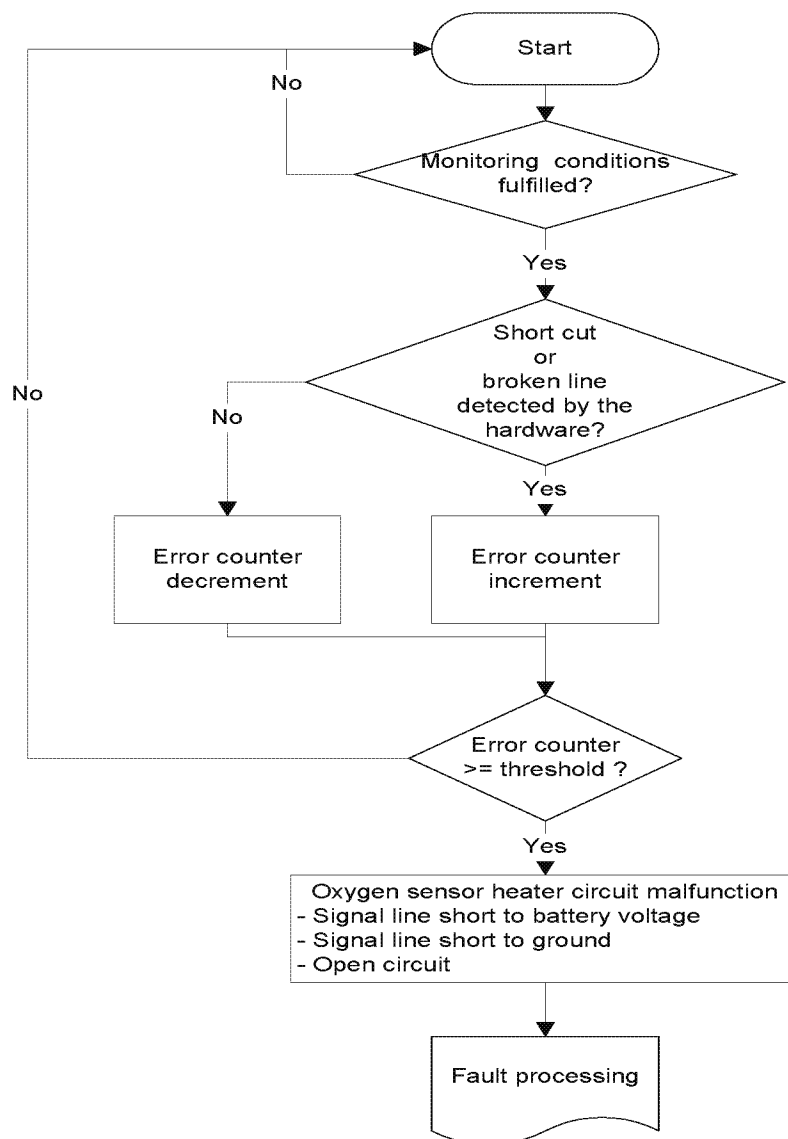 Start
No
Monitoring conditions
fulfilled?
Yes
Short cut
or
broken line
detected by the
hardware?
No
No
Yes
Error counter
decrement
Error counter
increment
Error counter
>= threshold ?
Yes
Oxygen sensor heater circuit malfunction
- Signal line short to battery voltage
- Signal line short to ground
- Open circuit
Fault processing